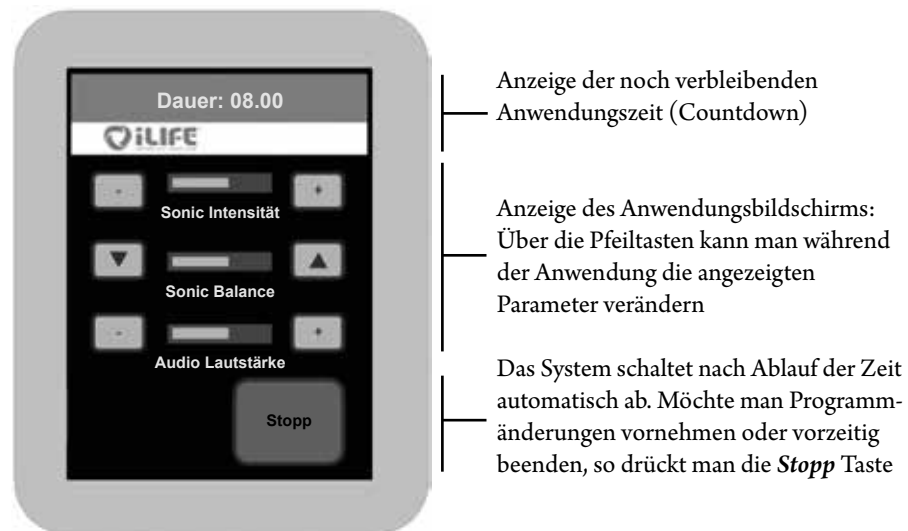 Dauer: 08.00
iLIFE
-
+
Sonic Intensität
▼
▲
Sonic Balance
-
+
Audio Lautstärke
Stopp
Anzeige der noch verbleibenden
Anwendungszeit (Countdown)
Anzeige des Anwendungsbildschirms:
Über die Pfeiltasten kann man während
der Anwendung die angezeigten
Parameter verändern
Das System schaltet nach Ablauf der Zeit
automatisch ab. Möchte man Programm-
änderungen vornehmen oder vorzeitig
beenden, so drückt man die Stopp Taste